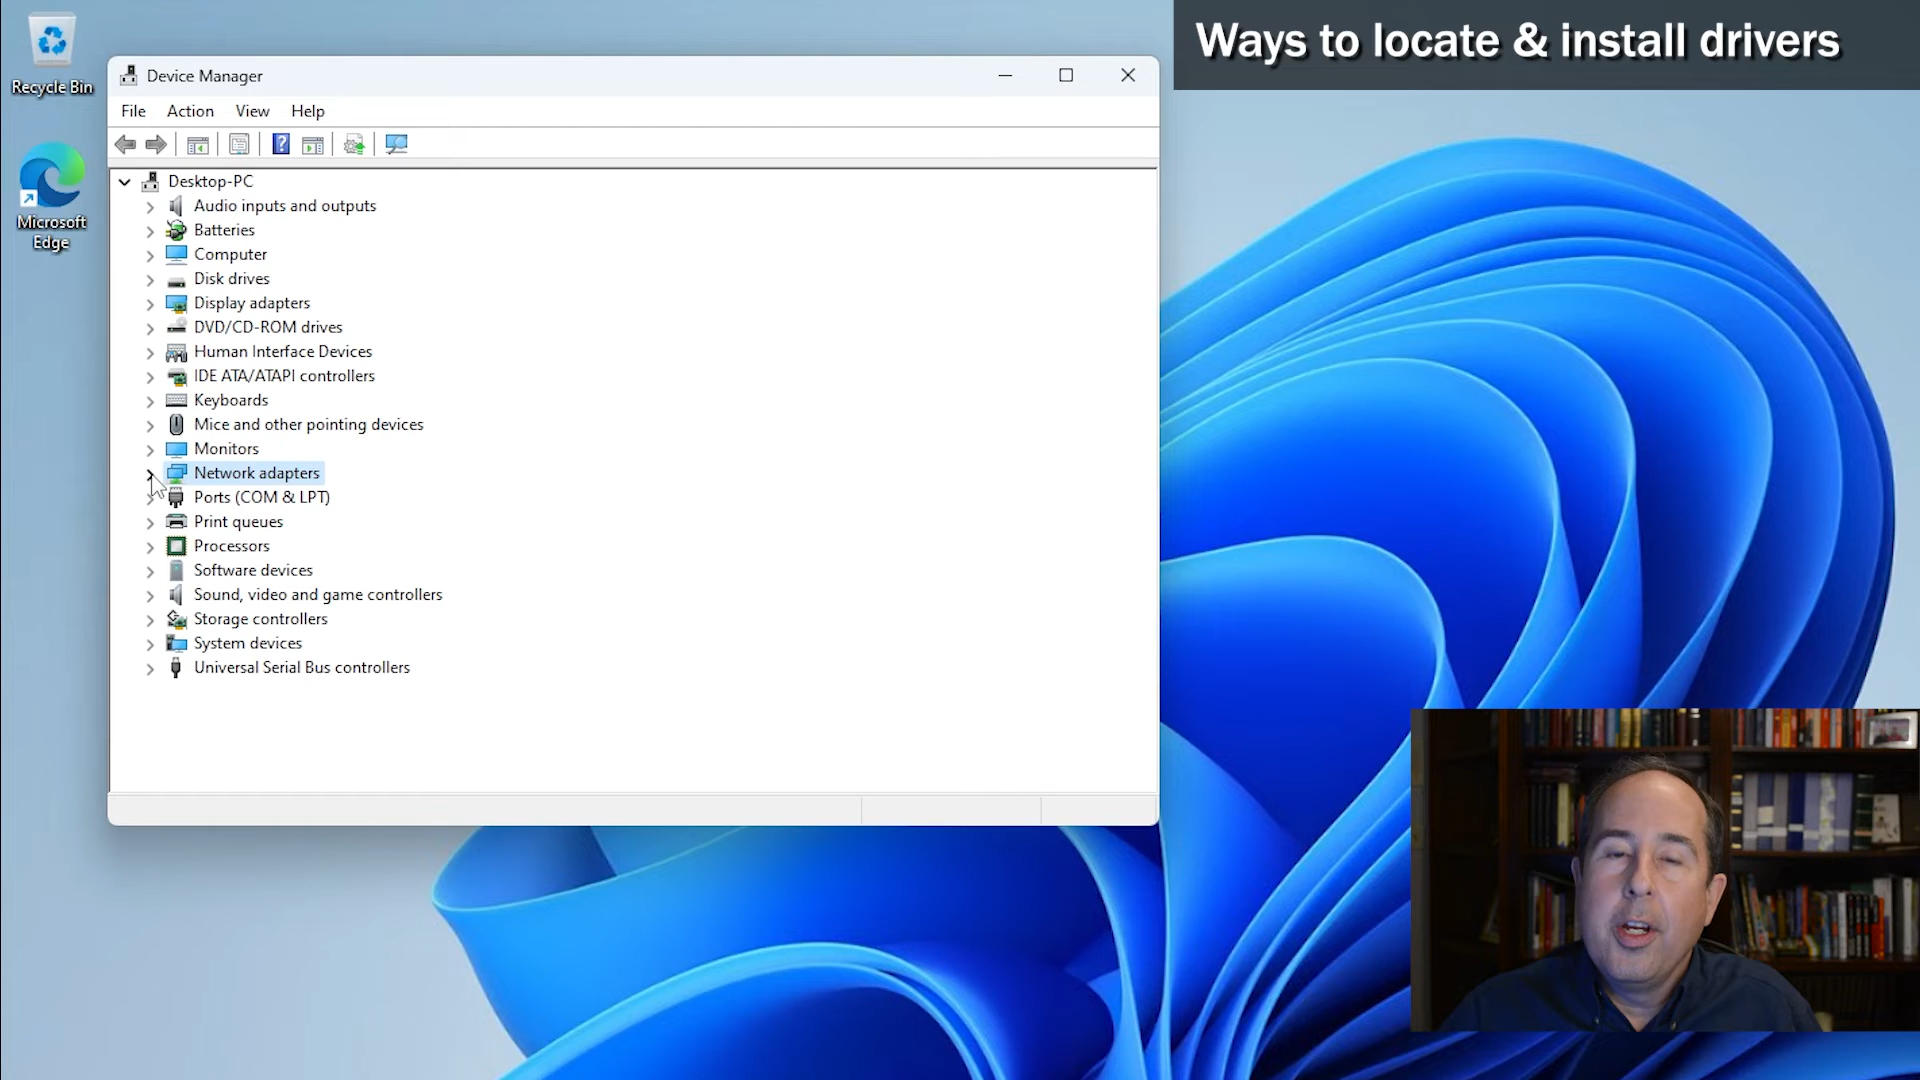 Ways to locate & install drivers
Recycle Bin
Microsoft
Edge
Device Manager
File Action View Help
Desktop-PC
Audio inputs and outputs
Batteries
Computer
Disk drives
Display adapters
DVD/CD-ROM drives
Human Interface Devices
IDE ATA/ATAPI controllers
Keyboards
Mice and other pointing devices
Monitors
Network adapters
Ports (COM & LPT)
Print queues
Processors
Software devices
Sound, video and game controllers
Storage controllers
System devices
Universal Serial Bus controllers